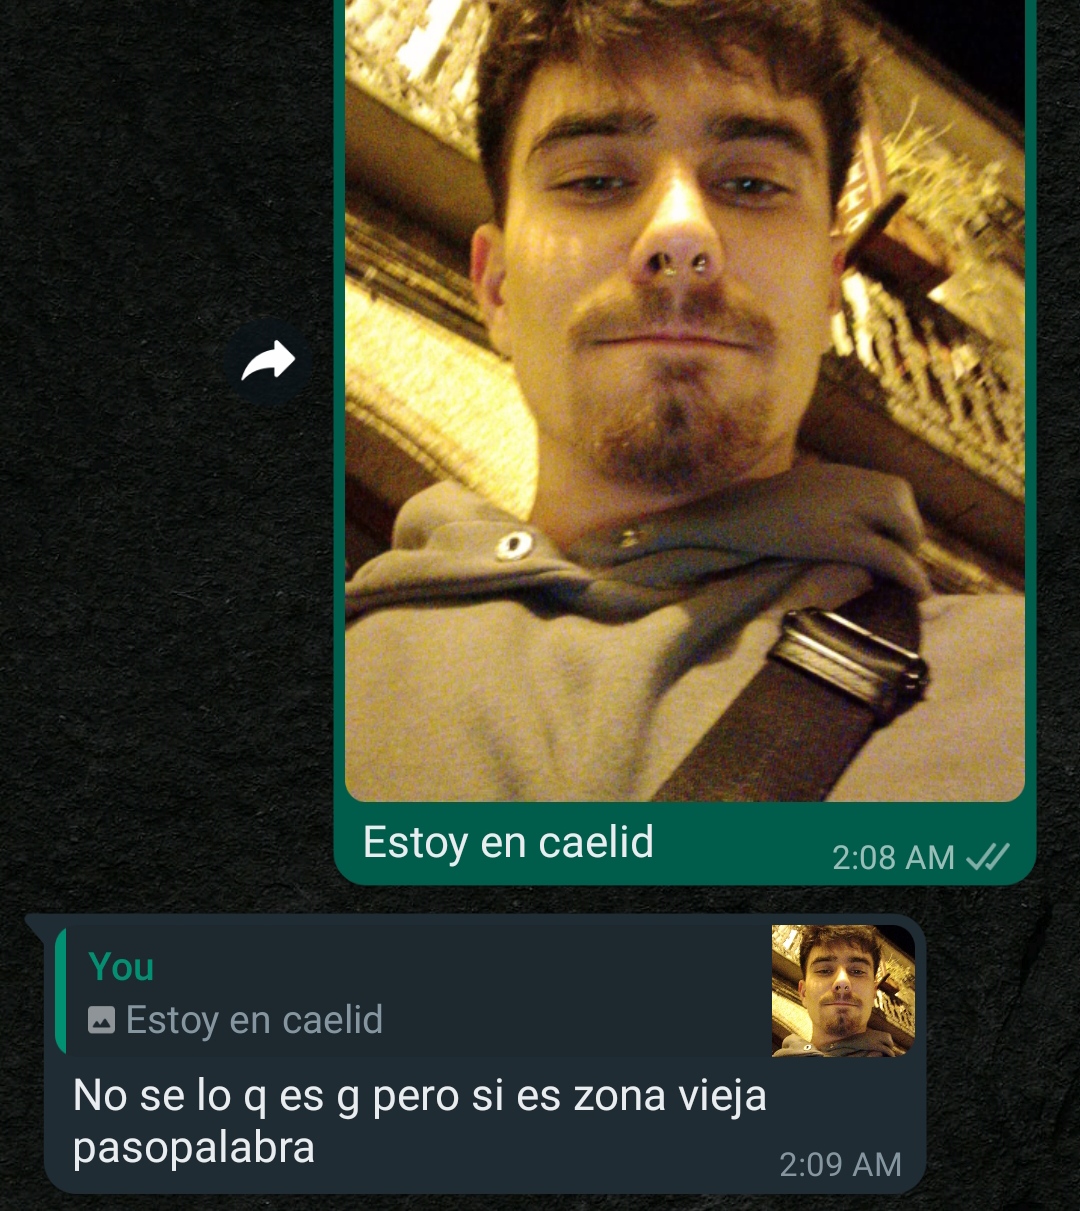 Estoy en caelid
2:08 AM
You
Estoy en caelid
No se lo q es g pero si es zona vieja
pasopalabra
2:09 AM